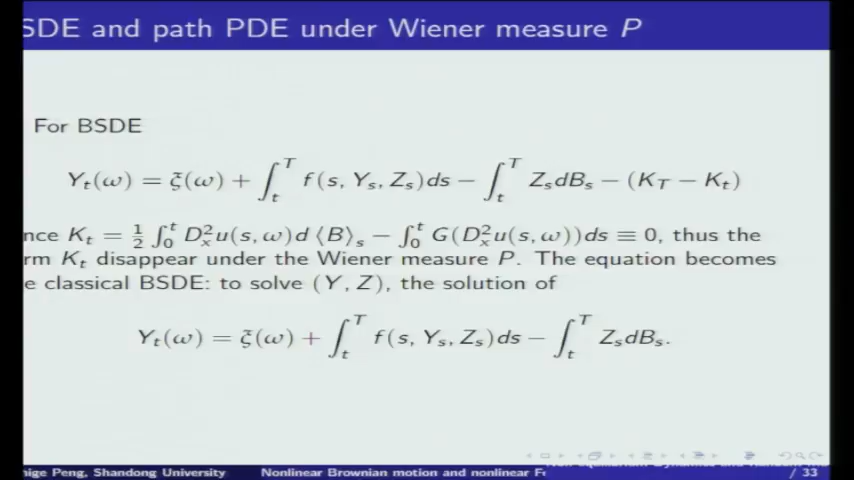 SDE and path PDE under Wiener measure P
For BSDE
Y_t(ω) = ξ(ω) + ∫_t^T f(s, Y_s, Z_s)ds − ∫_t^T Z_s dB_s − (K_T − K_t)
nce K_t = 1/2 ∫_0^t D_x^2 u(s, ω)d ⟨B⟩_s − ∫_0^t G(D_x^2 u(s, ω))ds ≡ 0, thus the
rm K_t disappear under the Wiener measure P. The equation becomes
e classical BSDE: to solve (Y, Z), the solution of
Y_t(ω) = ξ(ω) + ∫_t^T f(s, Y_s, Z_s)ds − ∫_t^T Z_s dB_s.
nige Peng, Shandong University Nonlinear Brownian motion and nonlinear / 33